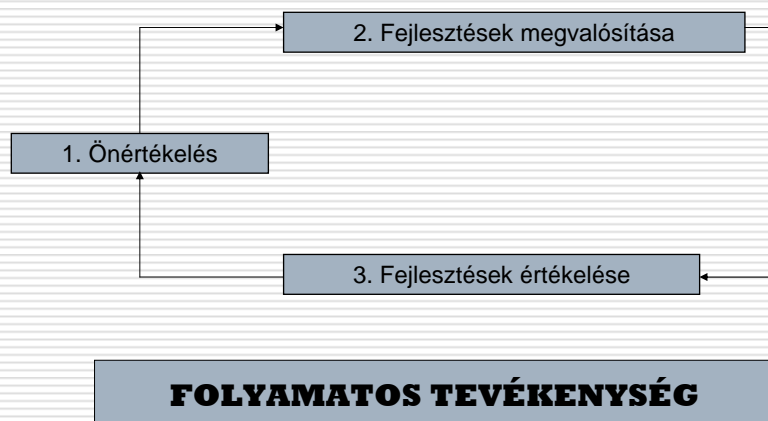 2. Fejlesztések megvalósítása
1. Önértékelés
3. Fejlesztések értékelése
FOLYAMATOS TEVÉKENYSÉG